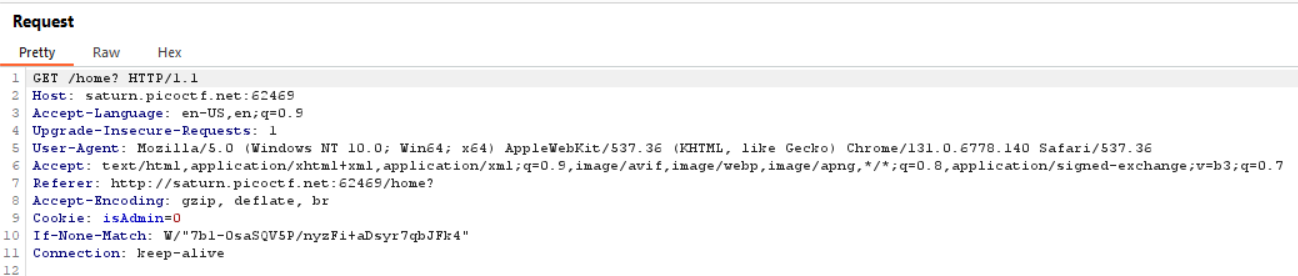 Request
Pretty Raw Hex
1 GET /home? HTTP/1.1
2 Host: saturn.picoctf.net:62469
3 Accept-Language: en-US,en;q=0.9
4 Upgrade-Insecure-Requests: 1
5 User-Agent: Mozilla/5.0 (Windows NT 10.0; Win64; x64) AppleWebKit/537.36 (KHTML, like Gecko) Chrome/131.0.6778.140 Safari/537.36
6 Accept: text/html,application/xhtml+xml,application/xml;q=0.9,image/avif,image/webp,image/apng,*/*;q=0.8,application/signed-exchange;v=b3;q=0.7
7 Referer: http://saturn.picoctf.net:62469/home?
8 Accept-Encoding: gzip, deflate, br
9 Cookie: isAdmin=0
10 If-None-Match: W/"7b1-0saSQV5P/nyzFi+aDsyr7qbJFk4"
11 Connection: keep-alive
12